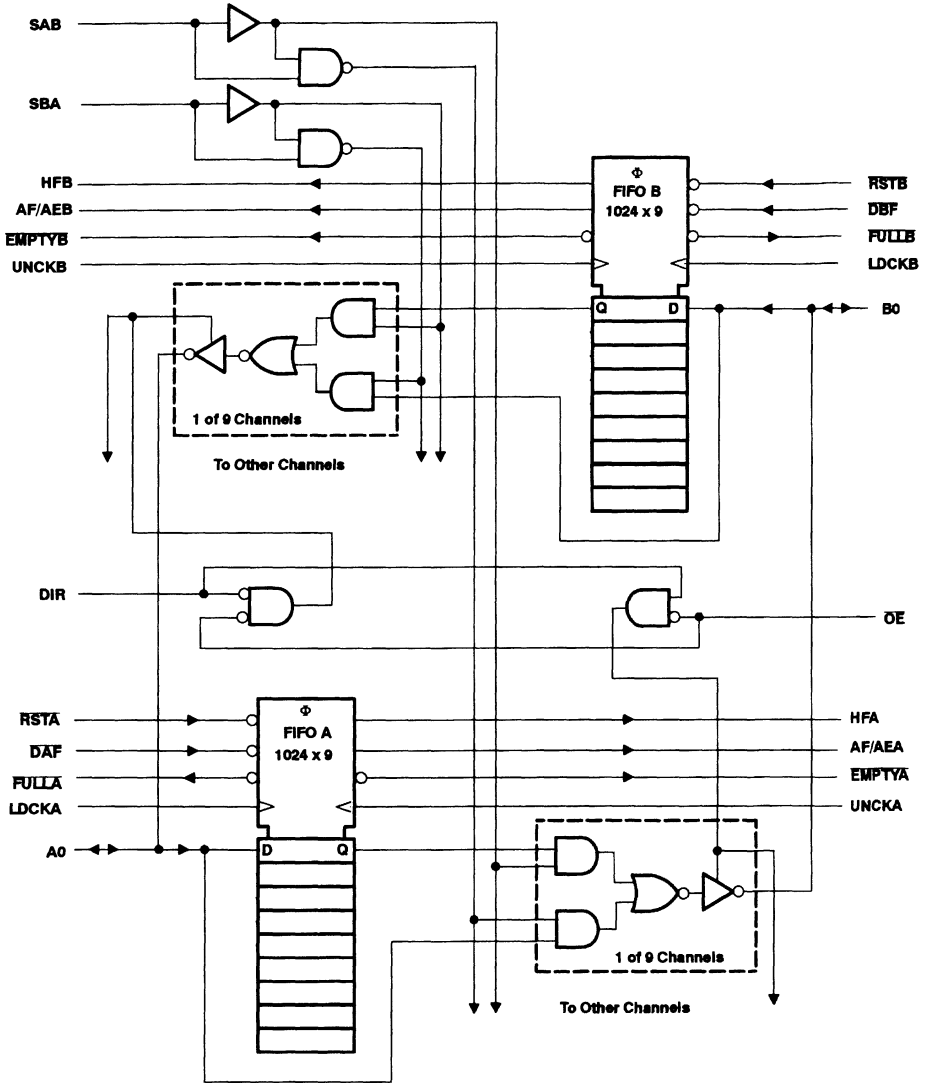 SAB
SBA
HFB
AF/AEB
EMPTYB
UNCKB
Φ
FIFO B
1024 x 9
RSTB
DBF
FULLB
LDCKB
Q D
B0
1 of 9 Channels
To Other Channels
DIR
OE
RSTA
DAF
FULLA
LDCKA
A0
Φ
FIFO A
1024 x 9
D Q
HFA
AF/AEA
EMPTYA
UNCKA
1 of 9 Channels
To Other Channels